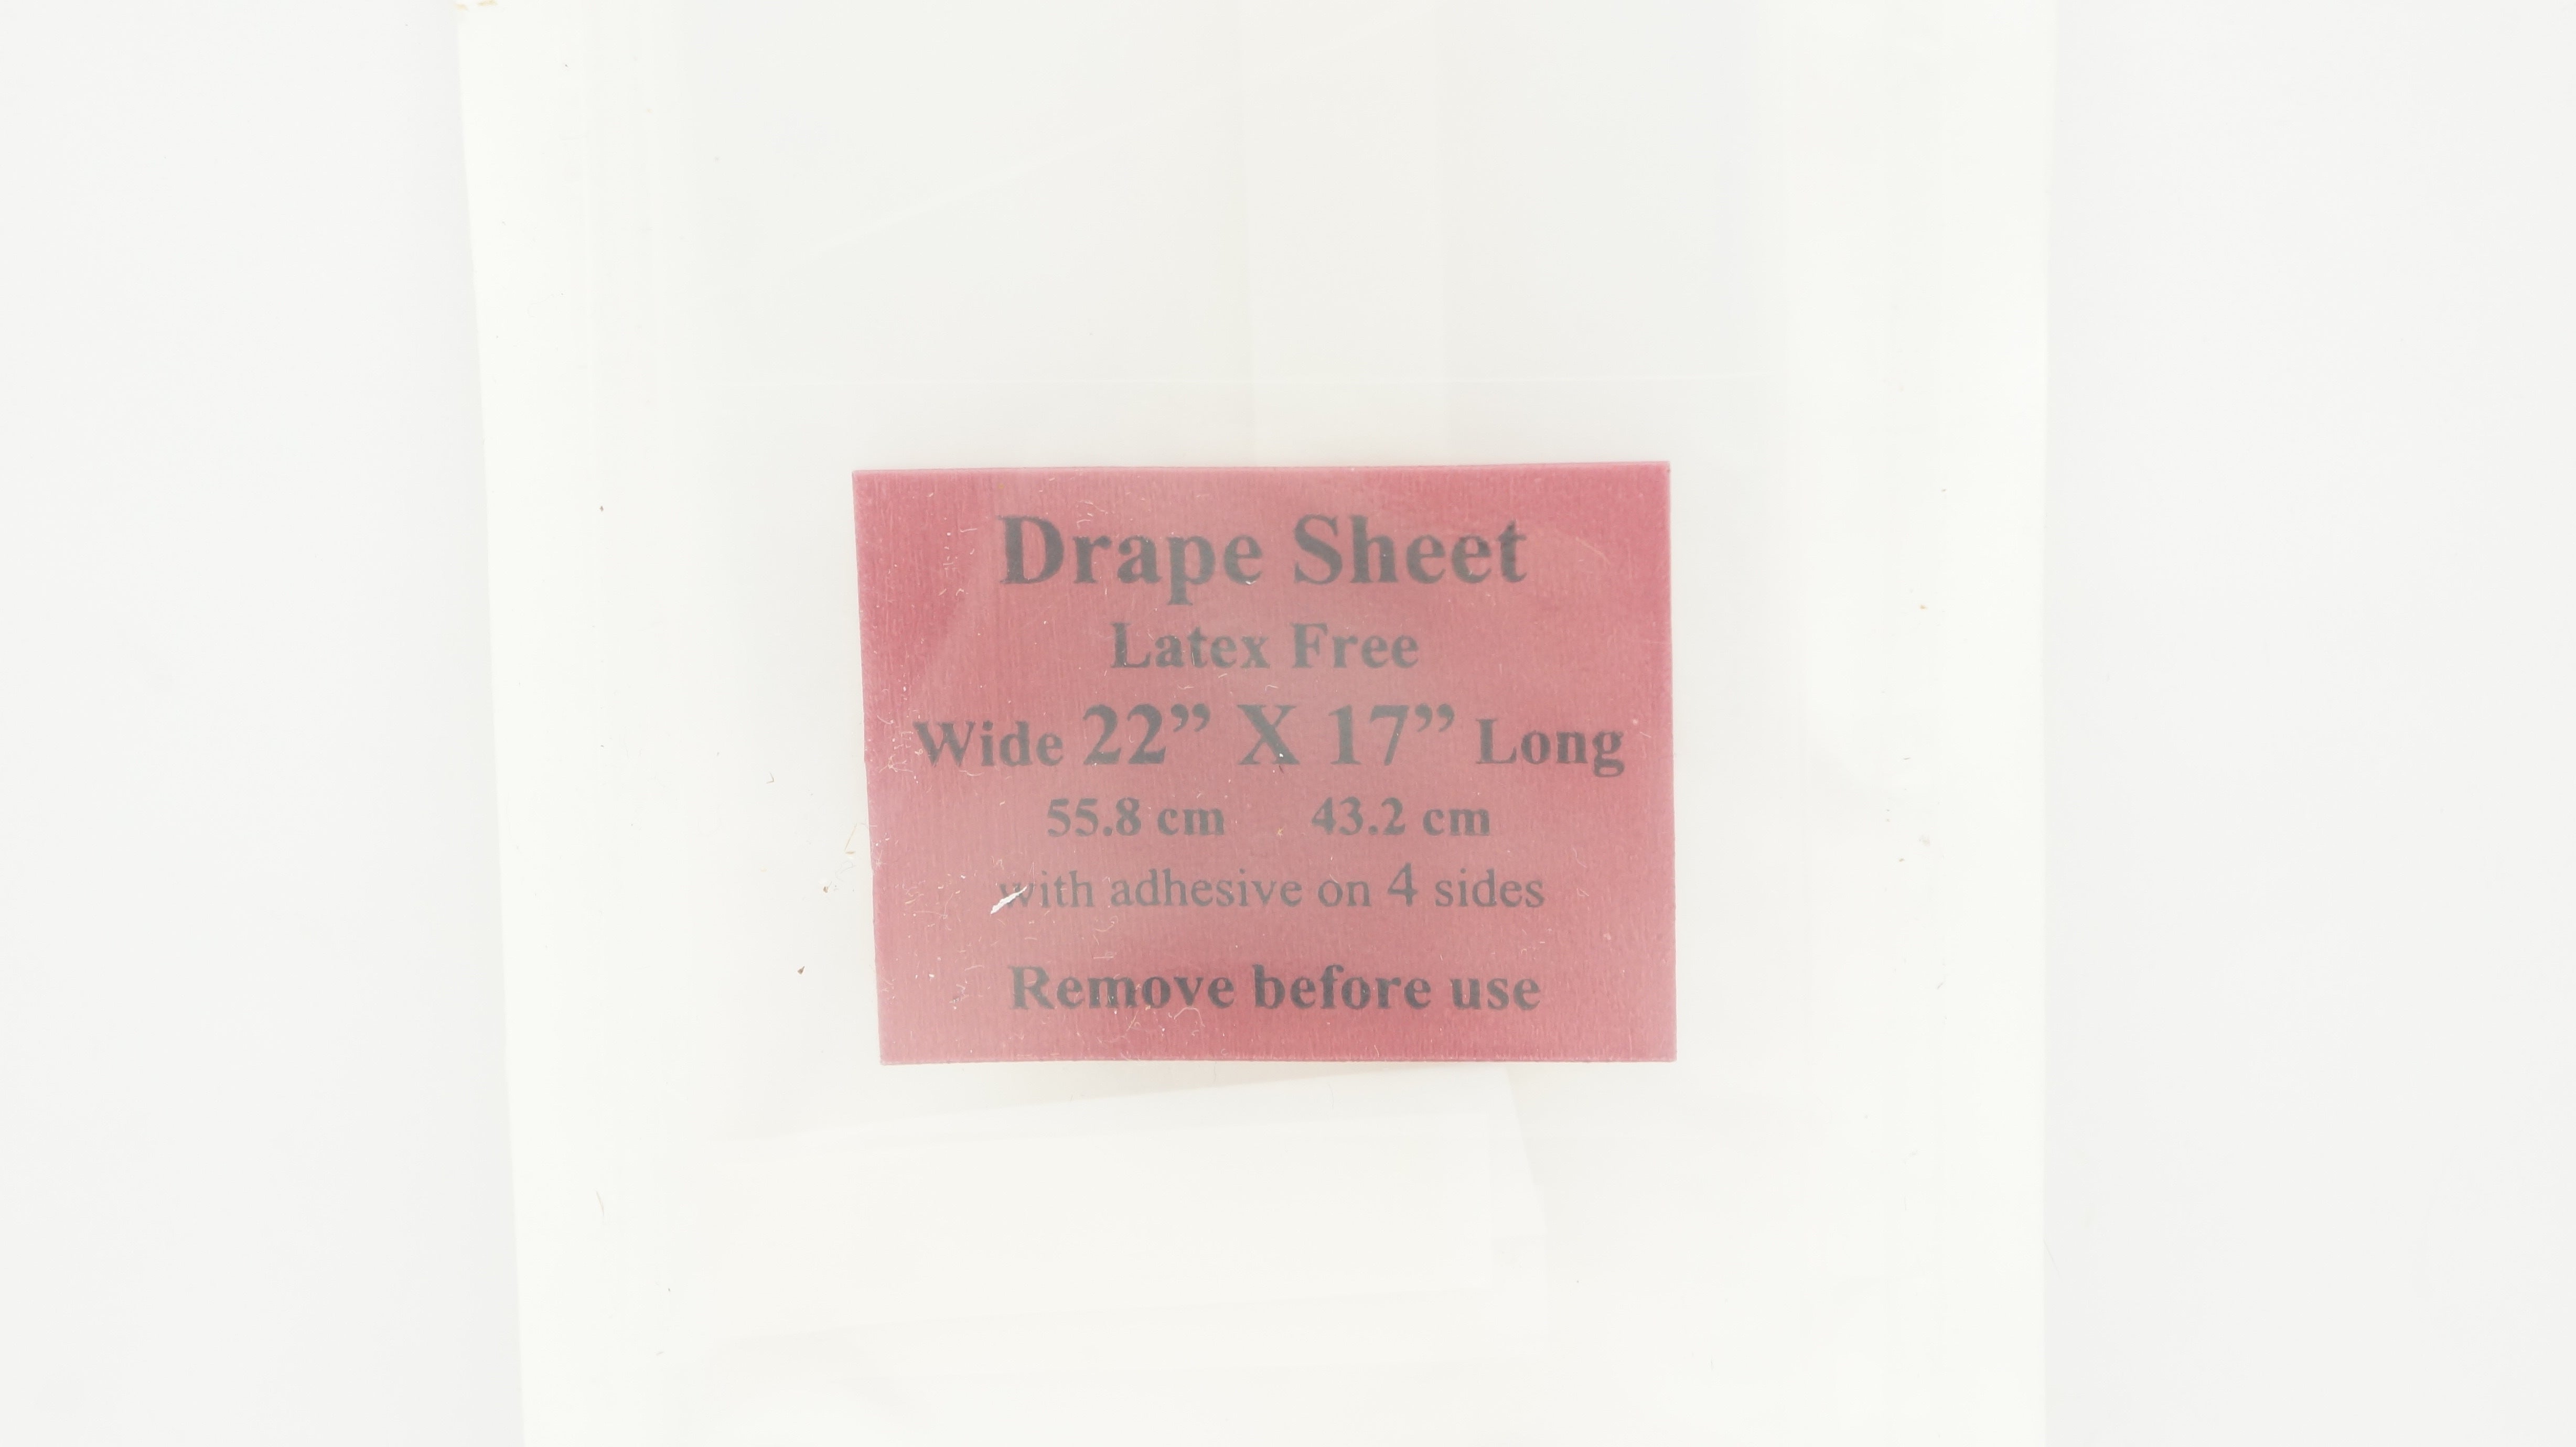 Drape Sheet
Latex Free
Wide 22” X 17” Long
55.8 cm 43.2 cm
with adhesive on 4 sides
Remove before use